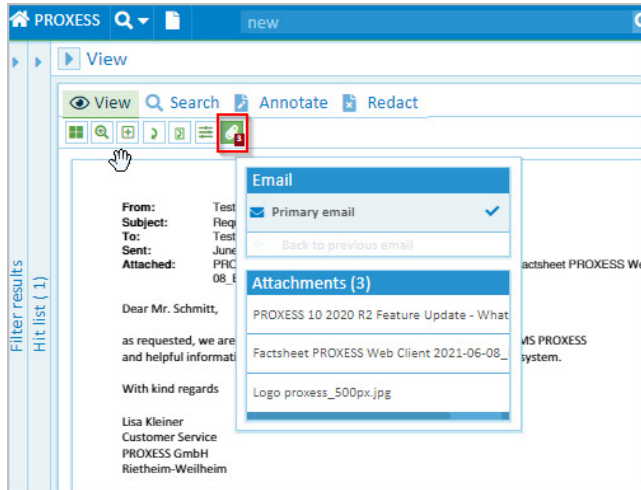 PROXESS
new
View
View Search Annotate Redact
3
Email
Primary email
Back to previous email
Attachments (3)
PROXESS 10 2020 R2 Feature Update - What
Factsheet PROXESS Web Client 2021-06-08_
Logo proxess_500px.jpg
Filter results
Hit list ( 1)
From: Test
Subject:
To: Test
Sent: June
Attached: PRO actsheet PROXESS We
08_
Dear Mr. Schmitt,
as requested, we are MS PROXESS
and helpful informati system.
With kind regards
Lisa Kleiner
Customer Service
PROXESS GmbH
Rietheim-Weilheim